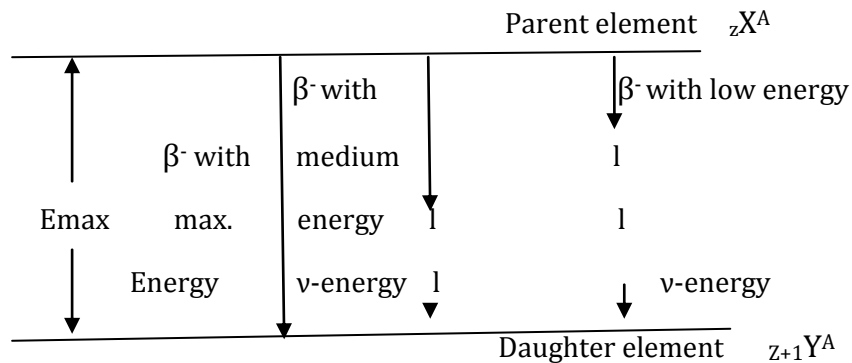 Parent element zXᴬ
β⁻ with β⁻ with low energy
β⁻ with medium l
Emax max. energy l l
Energy ν-energy l ν-energy
Daughter element z+1Yᴬ